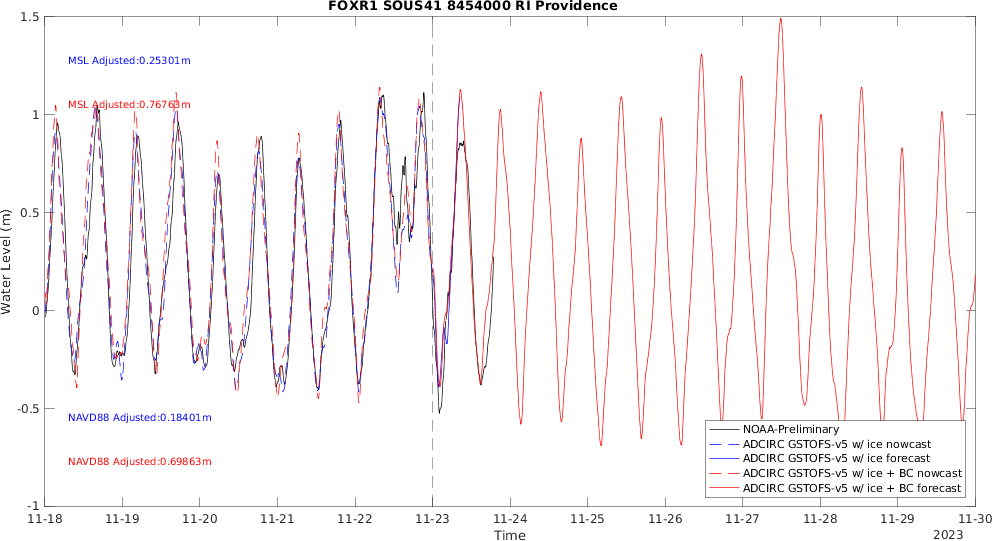 FOXR1 SOUS41 8454000 RI Providence
1.5
MSL Adjusted:0.25301m
MSL Adjusted:0.76763m
1
0.5
Water Level (m)
0
-0.5
NAVD88 Adjusted:0.18401m
NAVD88 Adjusted:0.69863m
NOAA-Preliminary
ADCIRC GSTOFS-v5 w/ ice nowcast
ADCIRC GSTOFS-v5 w/ ice forecast
ADCIRC GSTOFS-v5 w/ ice + BC nowcast
ADCIRC GSTOFS-v5 w/ ice + BC forecast
-1
11-18 11-19 11-20 11-21 11-22 11-23 11-24 11-25 11-26 11-27 11-28 11-29 11-30
Time
2023